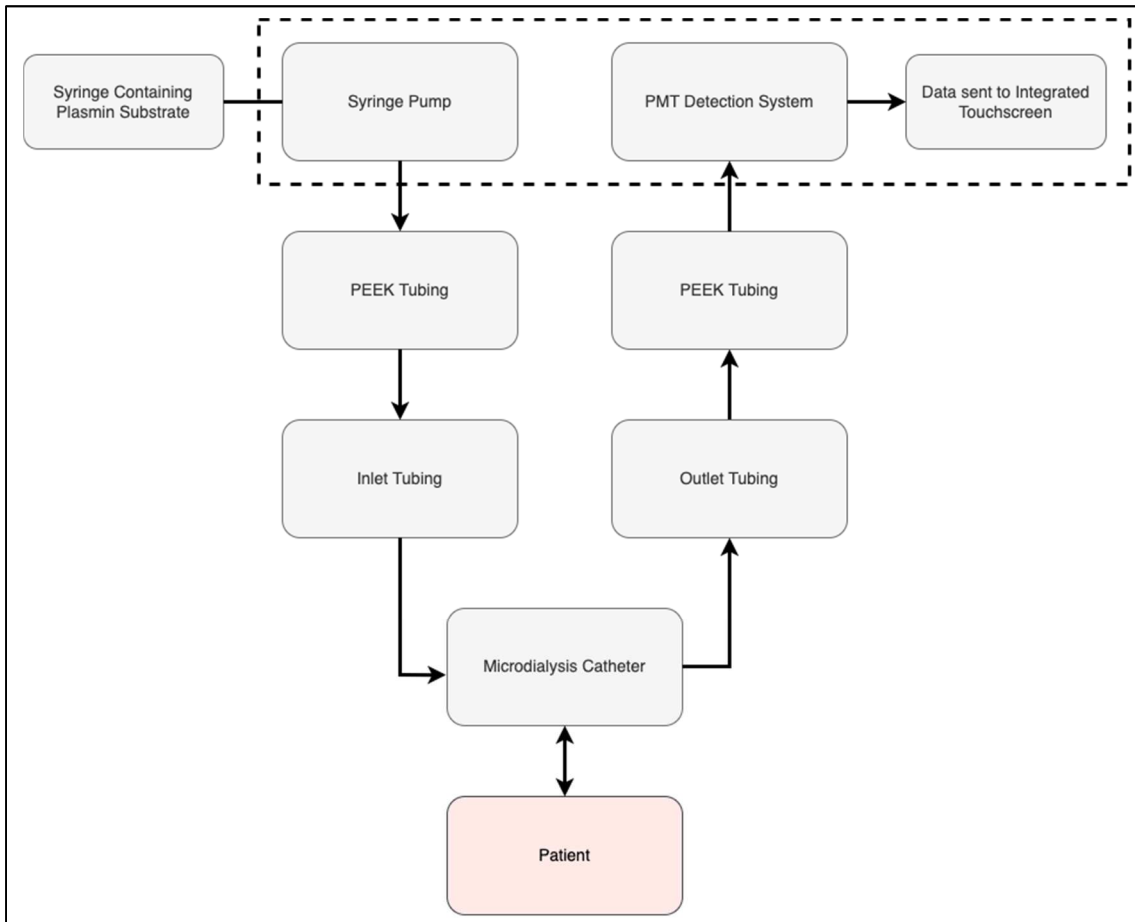 Syringe Containing
Plasmin Substrate
Syringe Pump
PMT Detection System
Data sent to Integrated
Touchscreen
PEEK Tubing
PEEK Tubing
Inlet Tubing
Outlet Tubing
Microdialysis Catheter
Patient